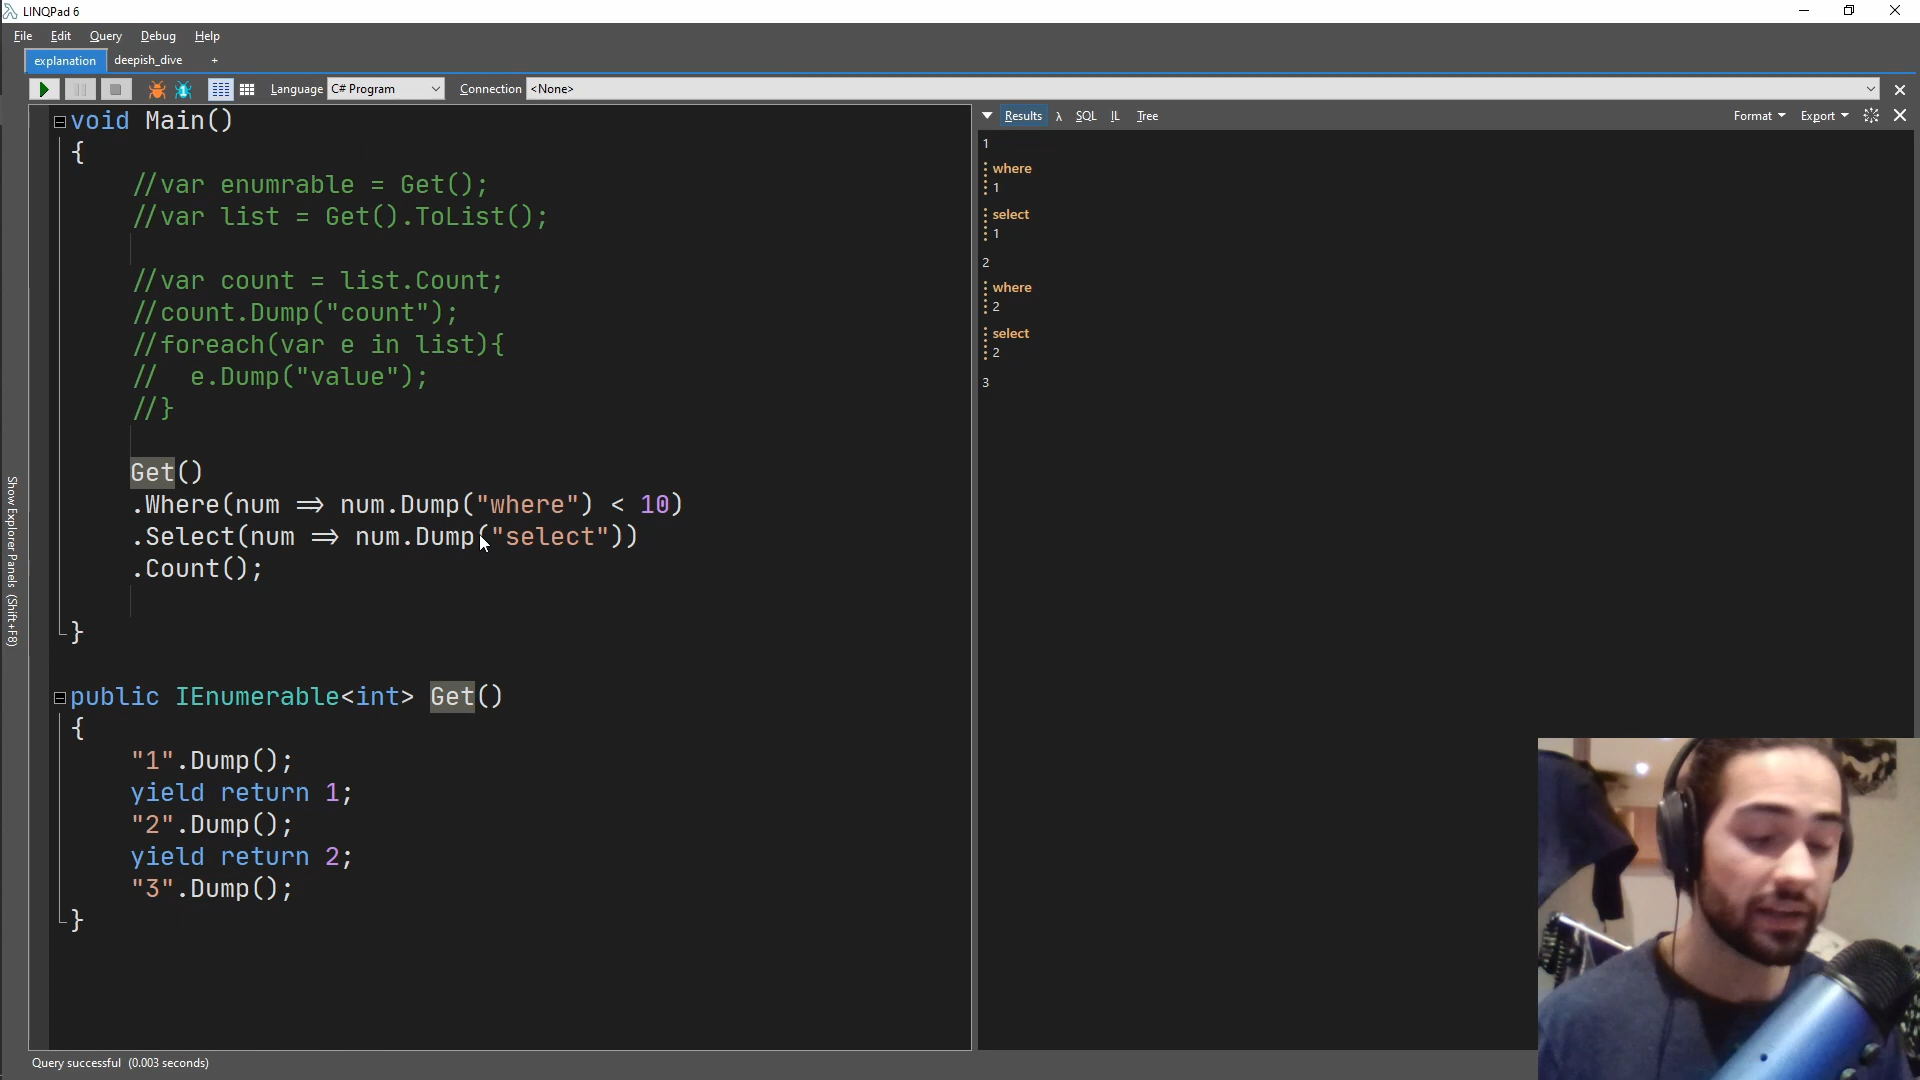 LINQPad 6
File Edit Query Debug Help
explanation deepish_dive +
Language C# Program Connection <None>
void Main()
{
//var enumrable = Get();
//var list = Get().ToList();
//var count = list.Count;
//count.Dump("count");
//foreach(var e in list){
// e.Dump("value");
//}
Get()
.Where(num => num.Dump("where") < 10)
.Select(num => num.Dump("select"))
.Count();
}
public IEnumerable<int> Get()
{
"1".Dump();
yield return 1;
"2".Dump();
yield return 2;
"3".Dump();
}
Show Explorer Panels (Shift+F8)
Results λ SQL IL Tree Format Export
1
where
1
select
1
2
where
2
select
2
3
Query successful (0.003 seconds)